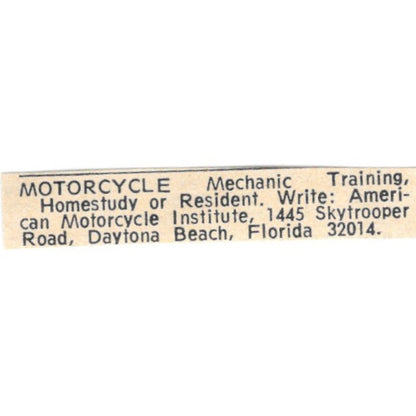 MOTORCYCLE Mechanic Training,
Homestudy or Resident. Write: Ameri-
can Motorcycle Institute, 1445 Skytrooper
Road, Daytona Beach, Florida 32014.